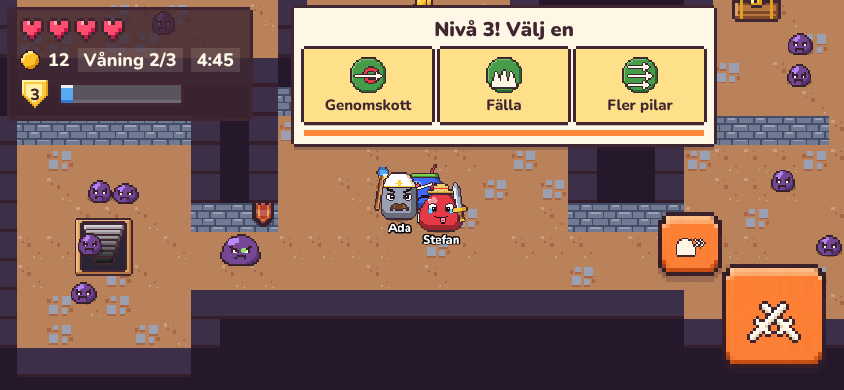 12 Våning 2/3 4:45
3
Nivå 3! Välj en
Genomskott Fälla Fler pilar
Ada
Stefan